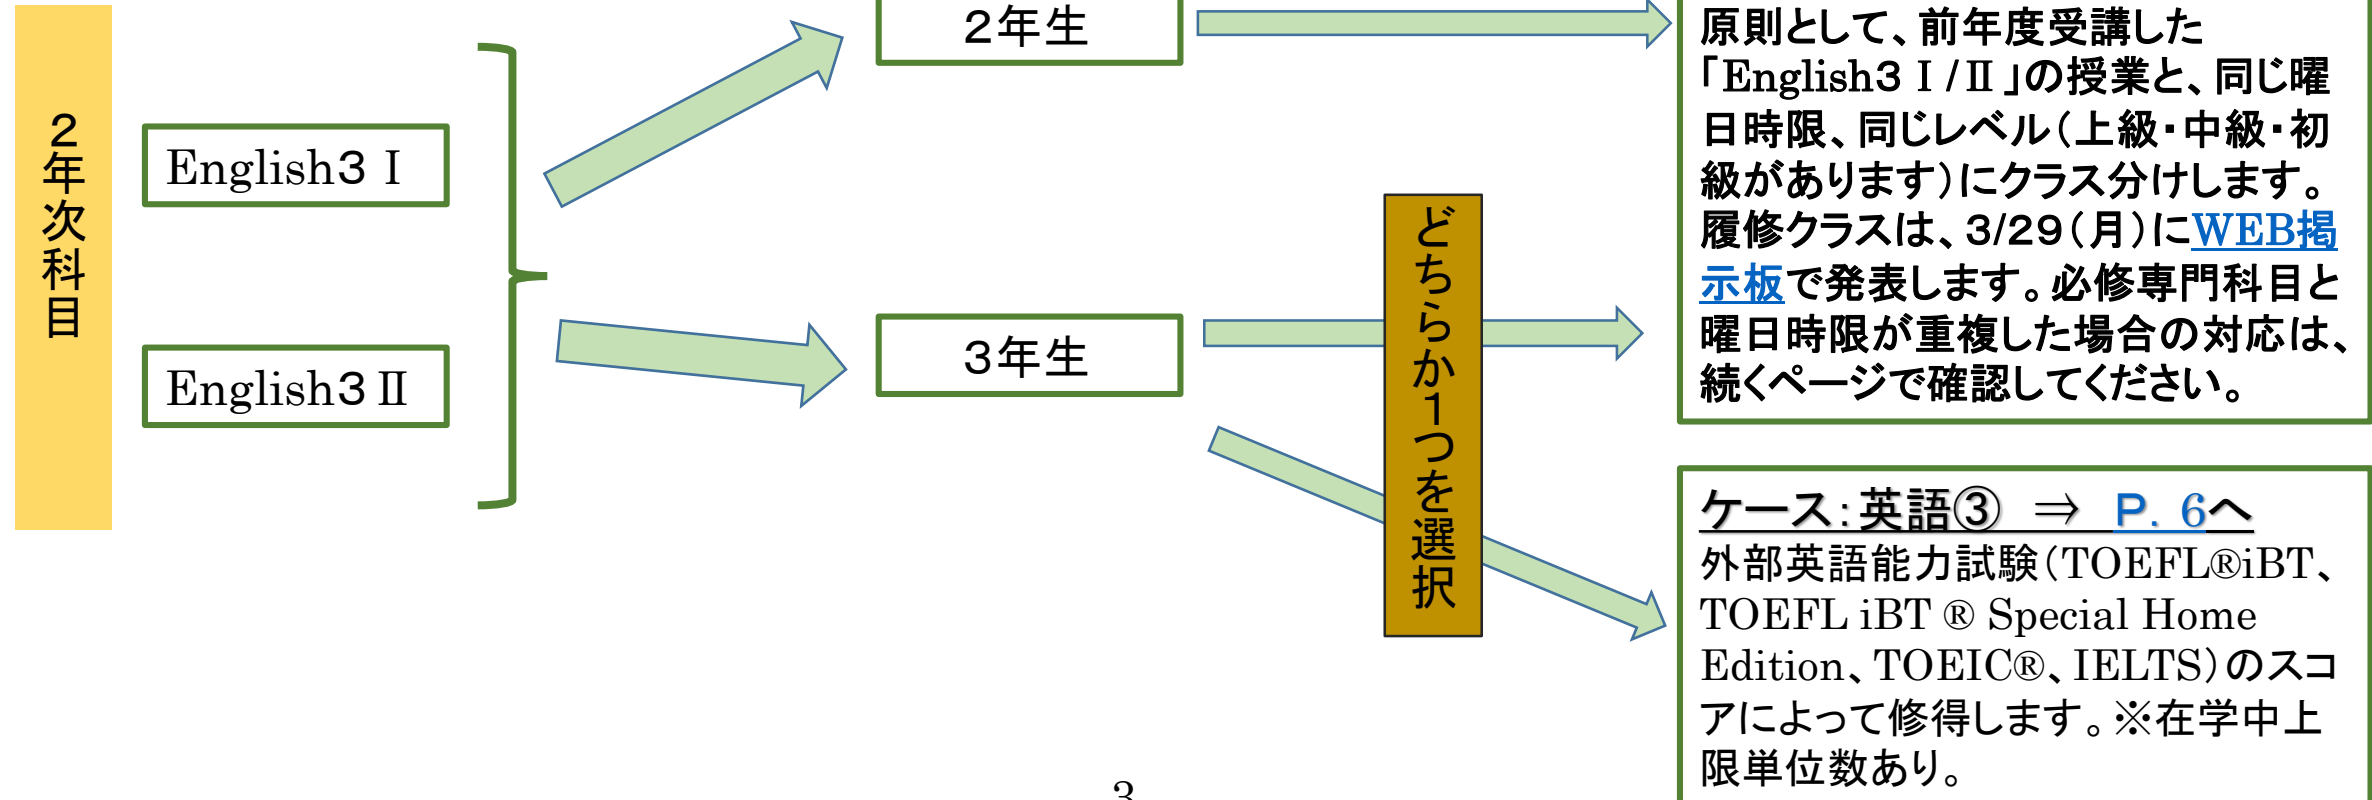 2年次科目
English3 Ⅰ
English3 Ⅱ
2年生
3年生
どちらか1つを選択
原則として、前年度受講した
「English3 Ⅰ/Ⅱ」の授業と、同じ曜
日時限、同じレベル（上級・中級・初
級があります）にクラス分けします。
履修クラスは、3/29（月）にWEB掲
示板で発表します。必修専門科目と
曜日時限が重複した場合の対応は、
続くページで確認してください。
ケース：英語③ ⇒ P. 6へ
外部英語能力試験（TOEFL®iBT、
TOEFL iBT ® Special Home
Edition、TOEIC®、IELTS）のスコ
アによって修得します。※在学中上
限単位数あり。
3